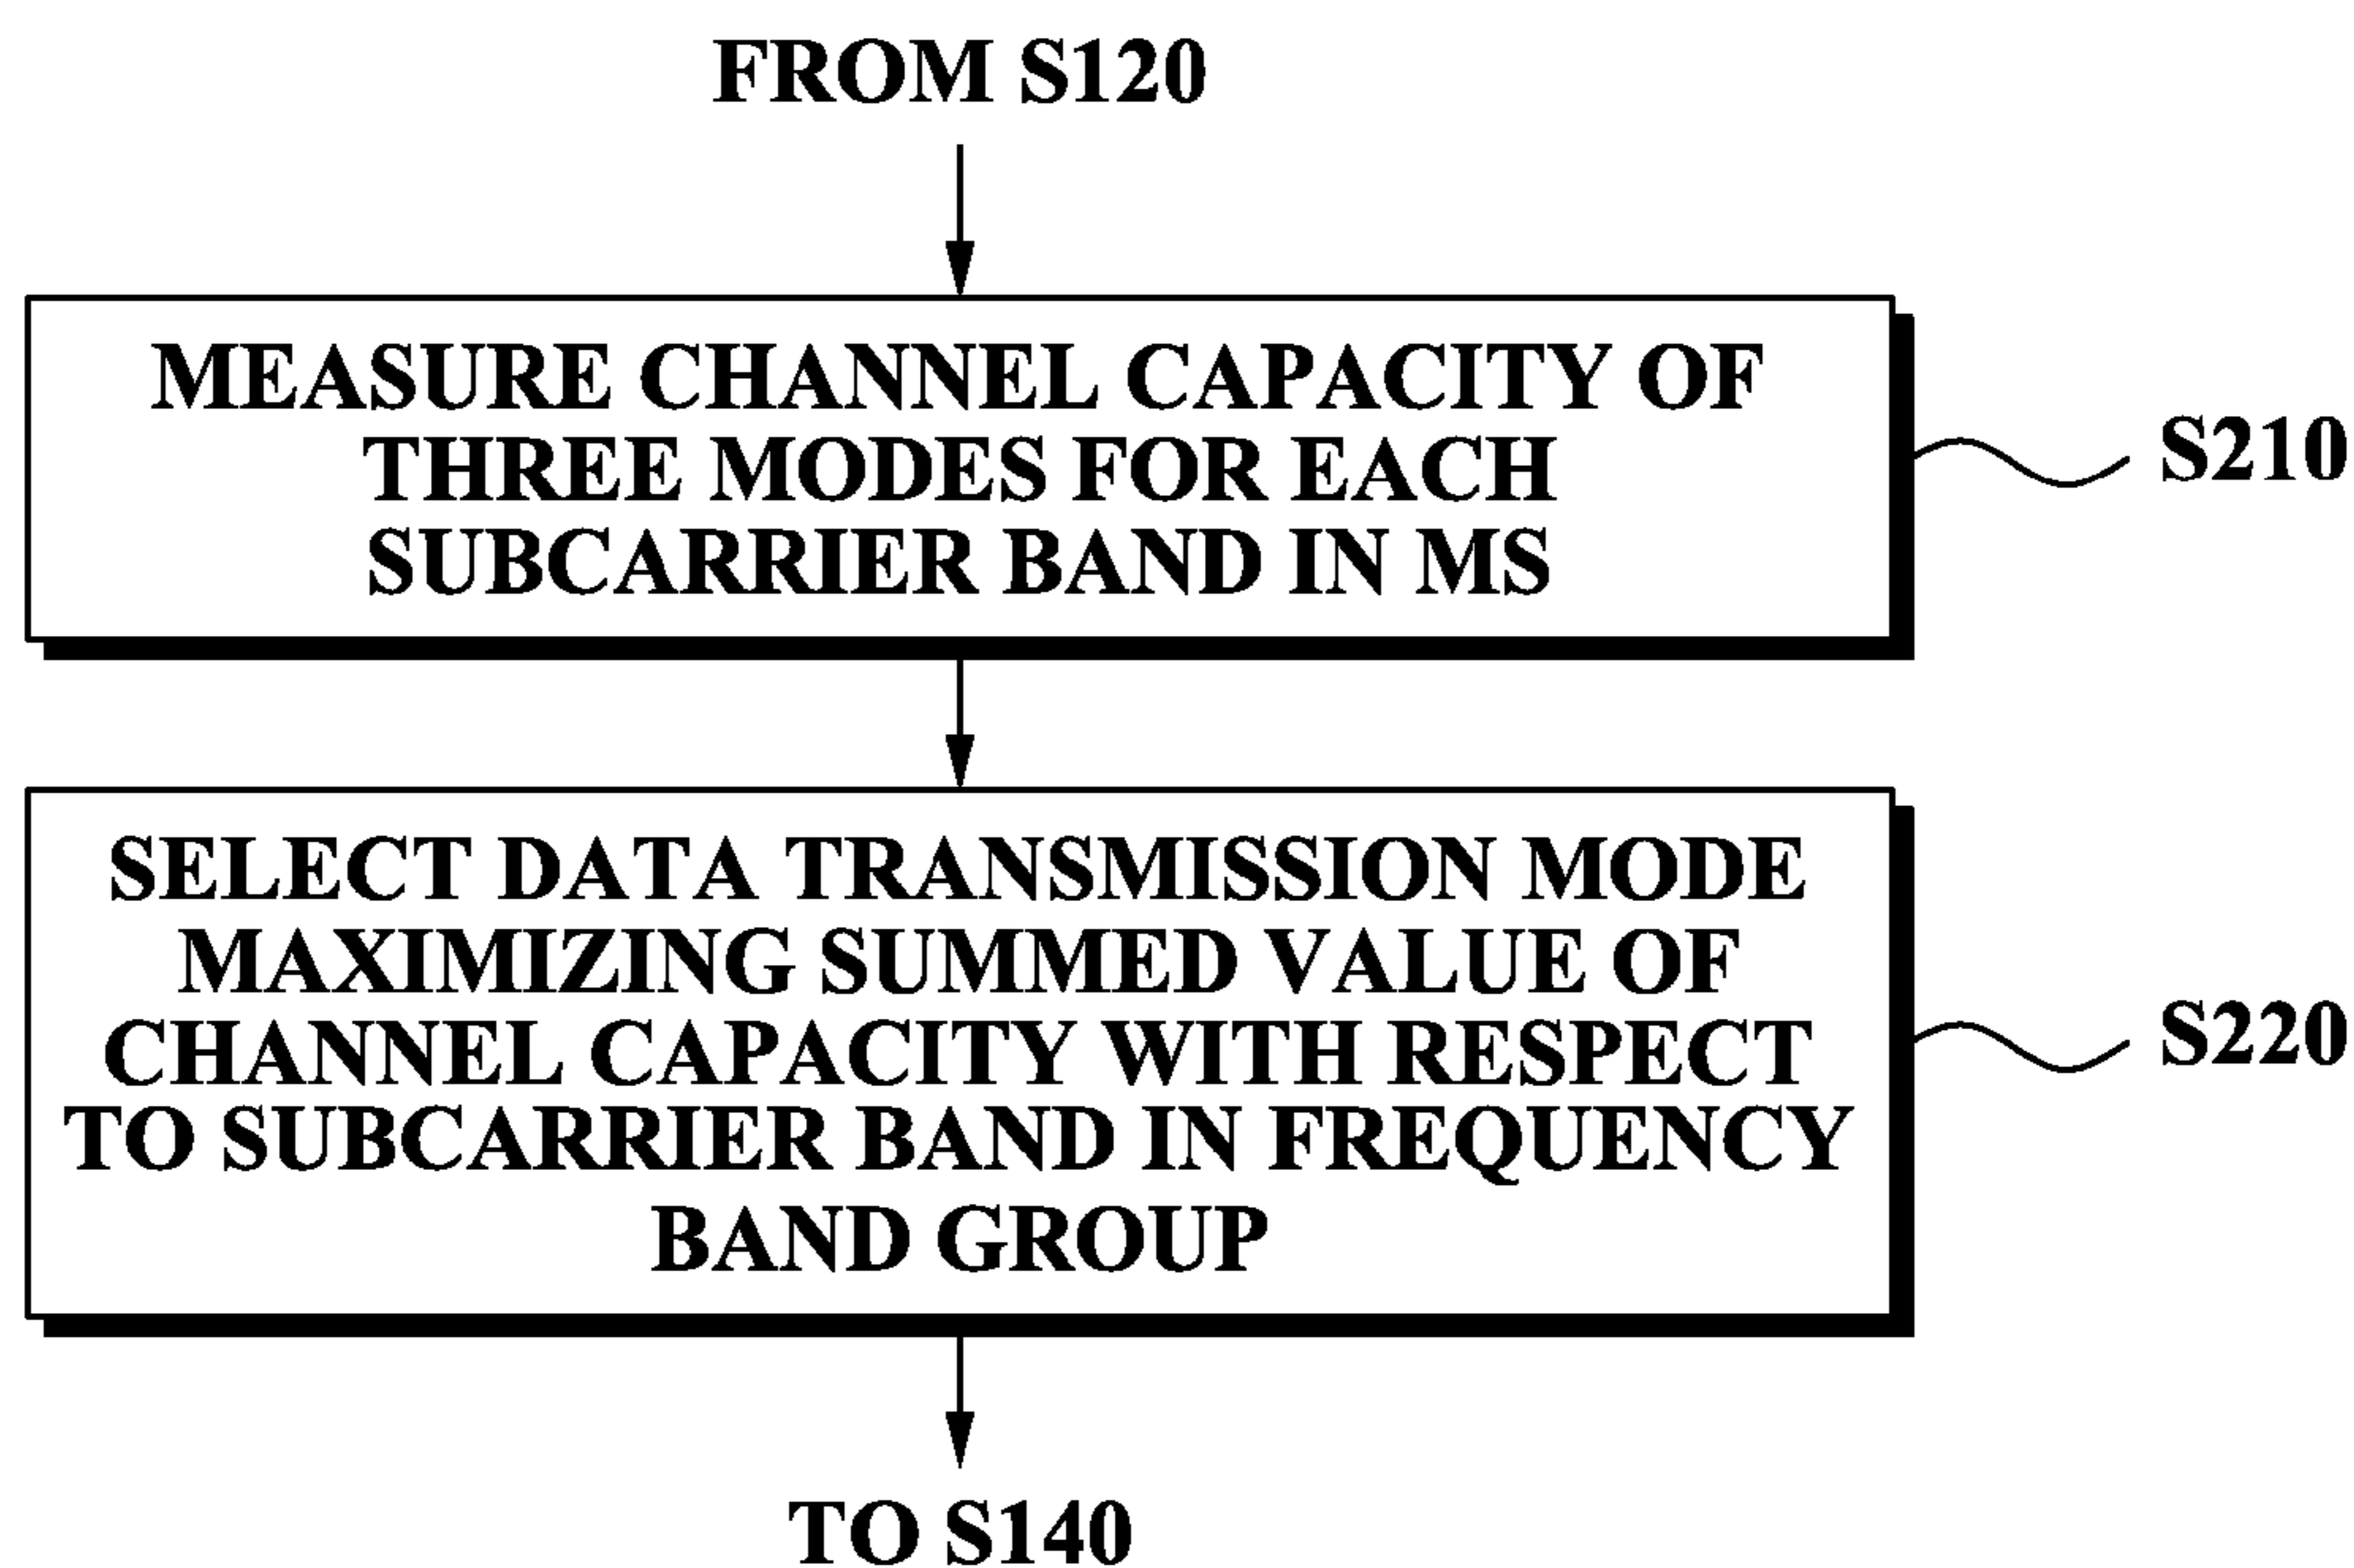 FROM S120
MEASURE CHANNEL CAPACITY OF
THREE MODES FOR EACH
SUBCARRIER BAND IN MS
S210
SELECT DATA TRANSMISSION MODE
MAXIMIZING SUMMED VALUE OF
CHANNEL CAPACITY WITH RESPECT
TO SUBCARRIER BAND IN FREQUENCY
BAND GROUP
S220
TO S140